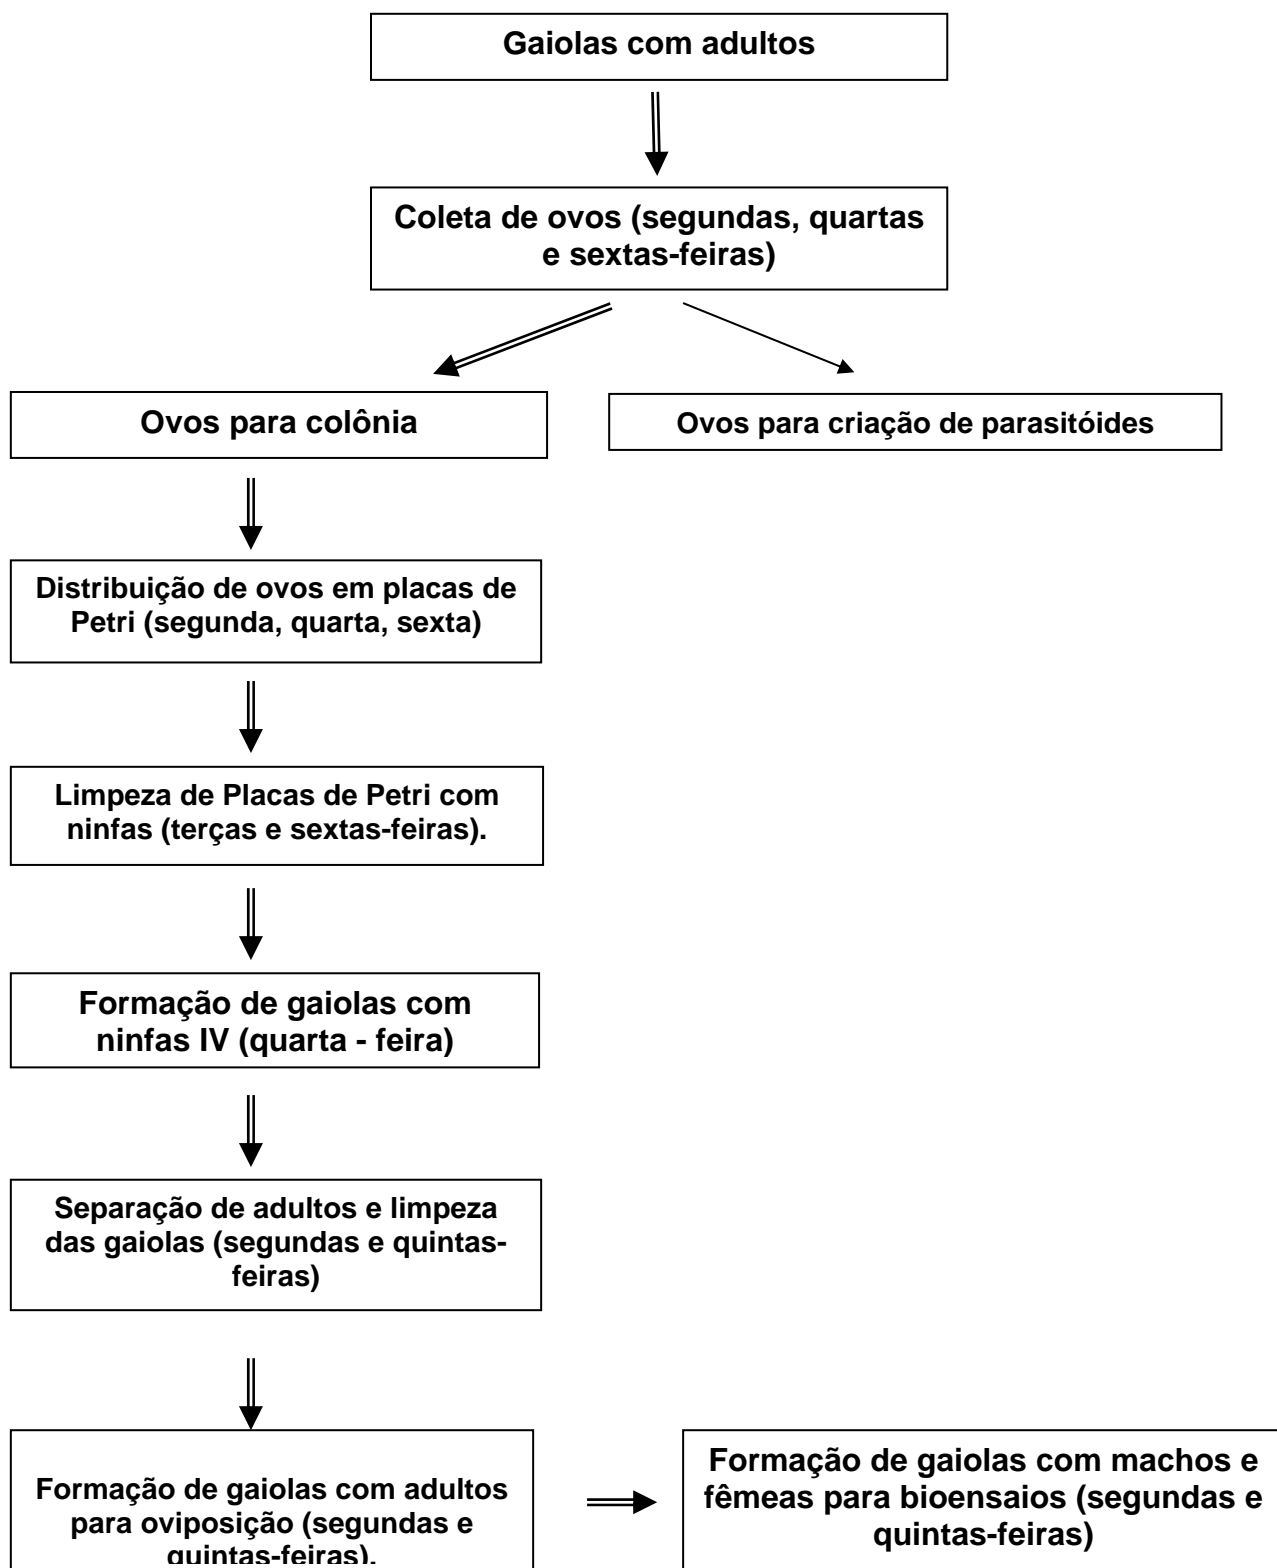 Gaiolas com adultos
Coleta de ovos (segundas, quartas
e sextas-feiras)
Ovos para colônia
Ovos para criação de parasitóides
Distribuição de ovos em placas de
Petri (segunda, quarta, sexta)
Limpeza de Placas de Petri com
ninfas (terças e sextas-feiras).
Formação de gaiolas com
ninfas IV (quarta - feira)
Separação de adultos e limpeza
das gaiolas (segundas e quintas-
feiras)
Formação de gaiolas com adultos
para oviposição (segundas e
quintas-feiras).
Formação de gaiolas com machos e
fêmeas para bioensaios (segundas e
quintas-feiras)